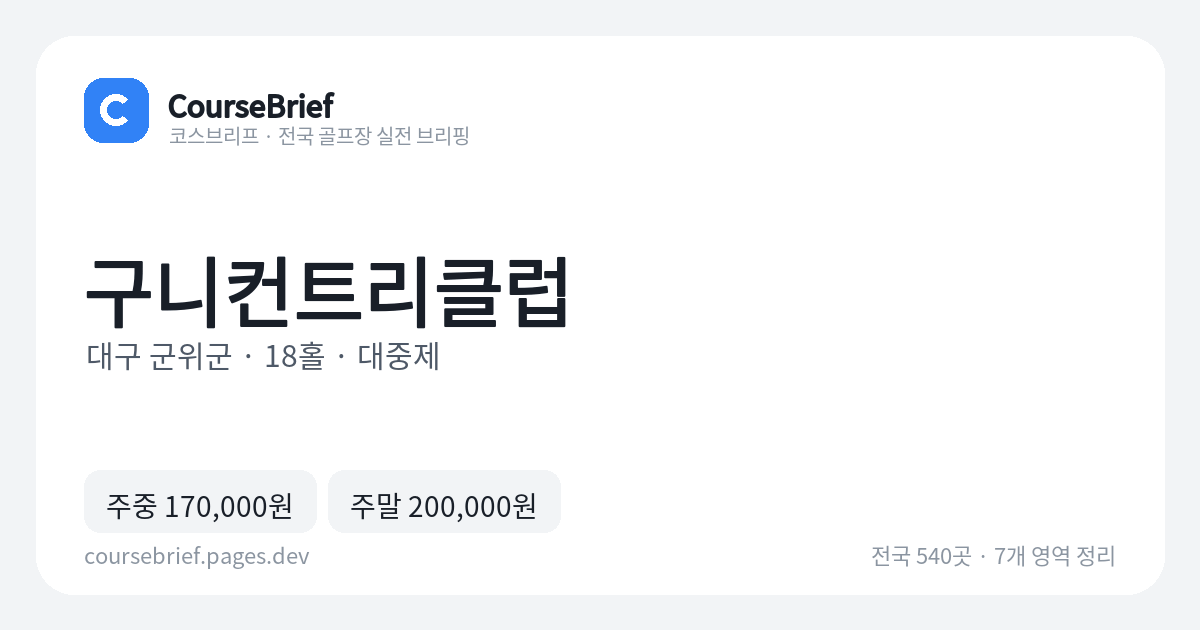 CourseBrief
코스브리프 · 전국 골프장 실전 브리핑
구니컨트리클럽
대구 군위군 · 18홀 · 대중제
주중 170,000원
주말 200,000원
coursebrief.pages.dev
전국 540곳 · 7개 영역 정리